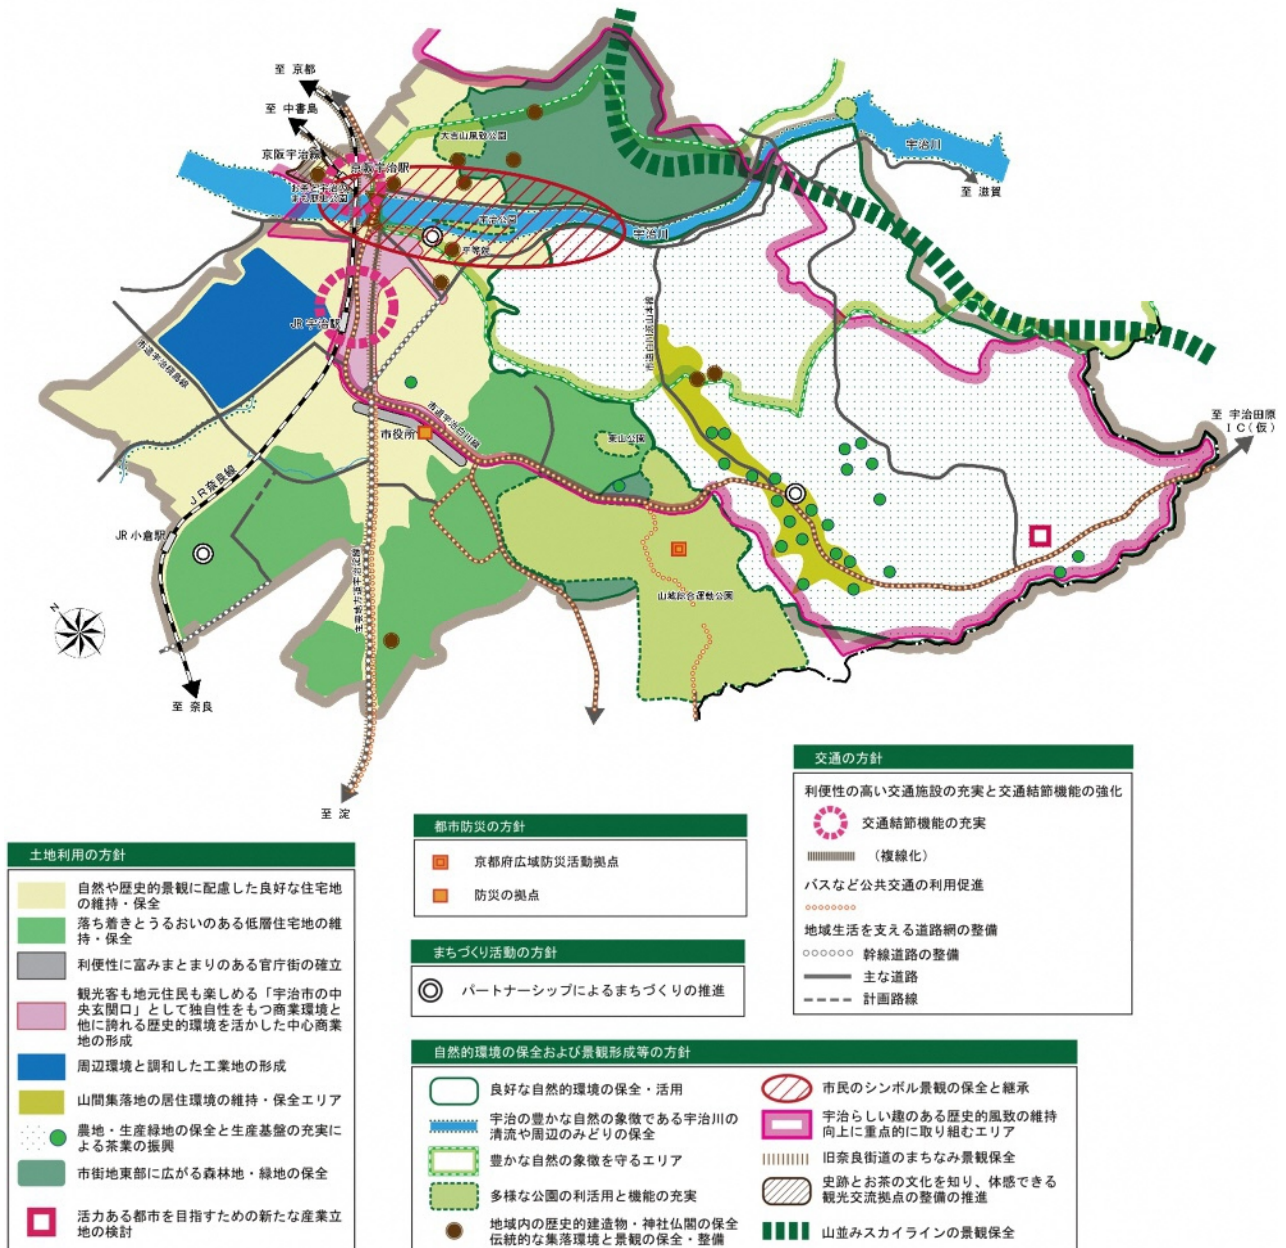 至 京都
至 中書島
京阪宇治線
京阪宇治駅
大吉山風致公園
宇治川
至 滋賀
宇治公園
宇治川
平等院
JR宇治駅
市道宇治槇島線
市道宇治白川線
市役所
東山公園
至 宇治田原
IC(仮)
JR奈良線
JR小倉駅
山城総合運動公園
N
至 奈良
至 淀
土地利用の方針
自然や歴史的景観に配慮した良好な住宅地
の維持・保全
落ち着きとうるおいのある低層住宅地の維
持・保全
利便性に富みまとまりのある官庁街の確立
観光客も地元住民も楽しめる「宇治市の中
央玄関口」として独自性をもつ商業環境と
他に誇れる歴史的環境を活かした中心商業
地の形成
周辺環境と調和した工業地の形成
山間集落地の居住環境の維持・保全エリア
農地・生産緑地の保全と生産基盤の充実に
よる茶業の振興
市街地東部に広がる森林地・緑地の保全
活力ある都市を目指すための新たな産業立
地の検討
都市防災の方針
京都府広域防災活動拠点
防災の拠点
まちづくり活動の方針
パートナーシップによるまちづくりの推進
交通の方針
利便性の高い交通施設の充実と交通結節機能の強化
交通結節機能の充実
（複線化）
バスなど公共交通の利用促進
地域生活を支える道路網の整備
幹線道路の整備
主な道路
計画路線
自然的環境の保全および景観形成等の方針
良好な自然的環境の保全・活用
宇治の豊かな自然の象徴である宇治川の
清流や周辺のみどりの保全
豊かな自然の象徴を守るエリア
多様な公園の利活用と機能の充実
地域内の歴史的建造物・神社仏閣の保全
伝統的な集落環境と景観の保全・整備
市民のシンボル景観の保全と継承
宇治らしい趣のある歴史的風致の維持
向上に重点的に取り組むエリア
旧奈良街道のまちなみ景観保全
史跡とお茶の文化を知り、体感できる
観光交流拠点の整備の推進
山並みスカイラインの景観保全